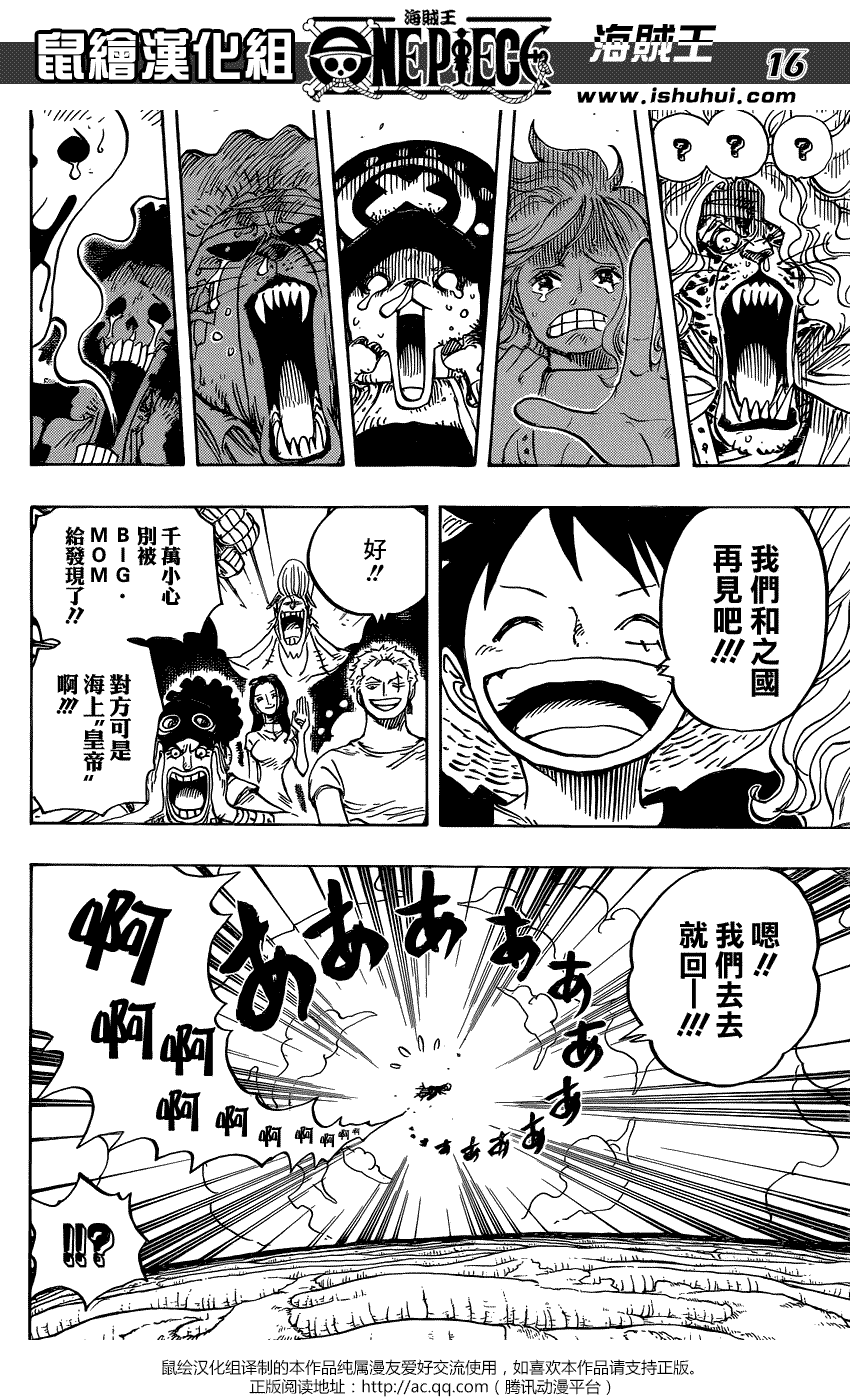 鼠繪漢化組
海賊王
ONE PIECE
海賊王
16
www.ishuhui.com
?
?
?
我們和之國
再見吧!!!
好!!
千萬小心
別被
BIG・
MOM
給發現了!!
對方可是
海上"皇帝"
啊!!!
嗯!!
我們去去
就回—!!!
ああああああああああああ
啊啊啊啊啊啊啊啊啊啊
!!?
鼠绘汉化组译制的本作品纯属漫友爱好交流使用，如喜欢本作品请支持正版。
正版阅读地址：http://ac.qq.com（腾讯动漫平台）